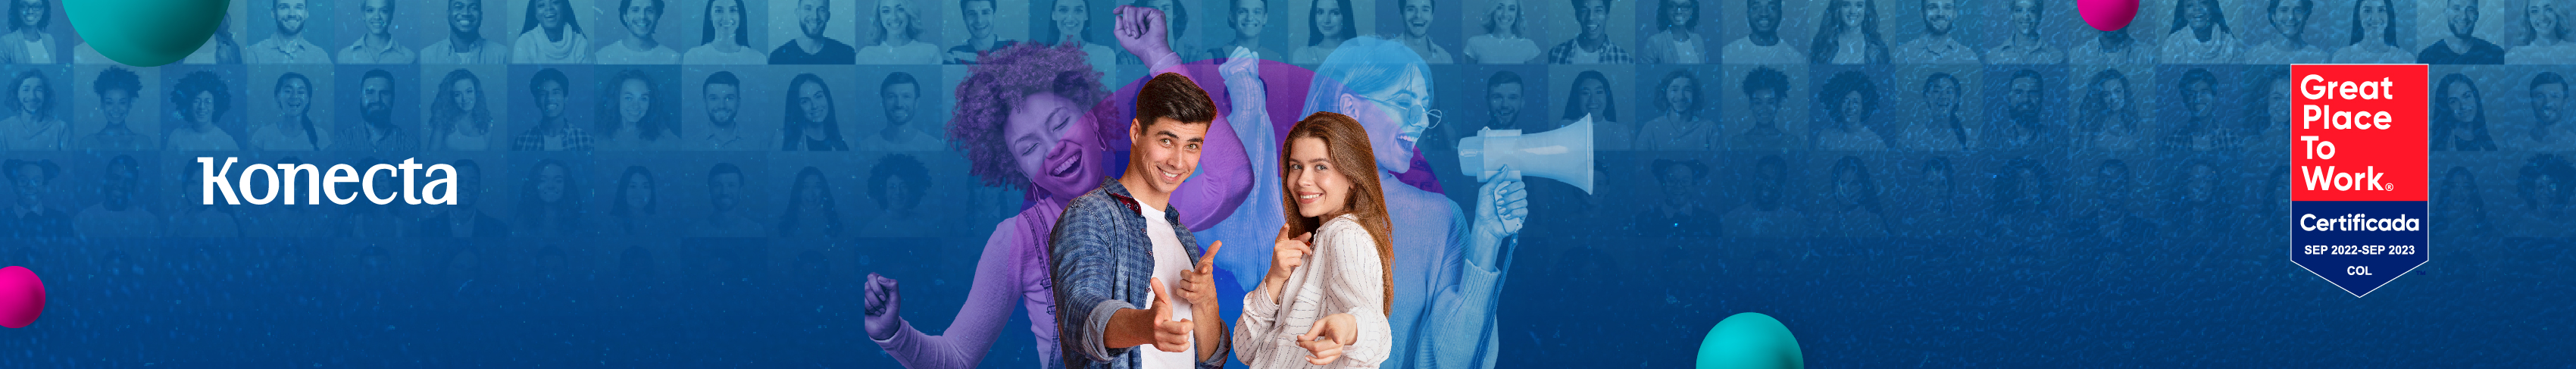 Konecta
Great
Place
To
Work®
Certificada
SEP 2022-SEP 2023
COL